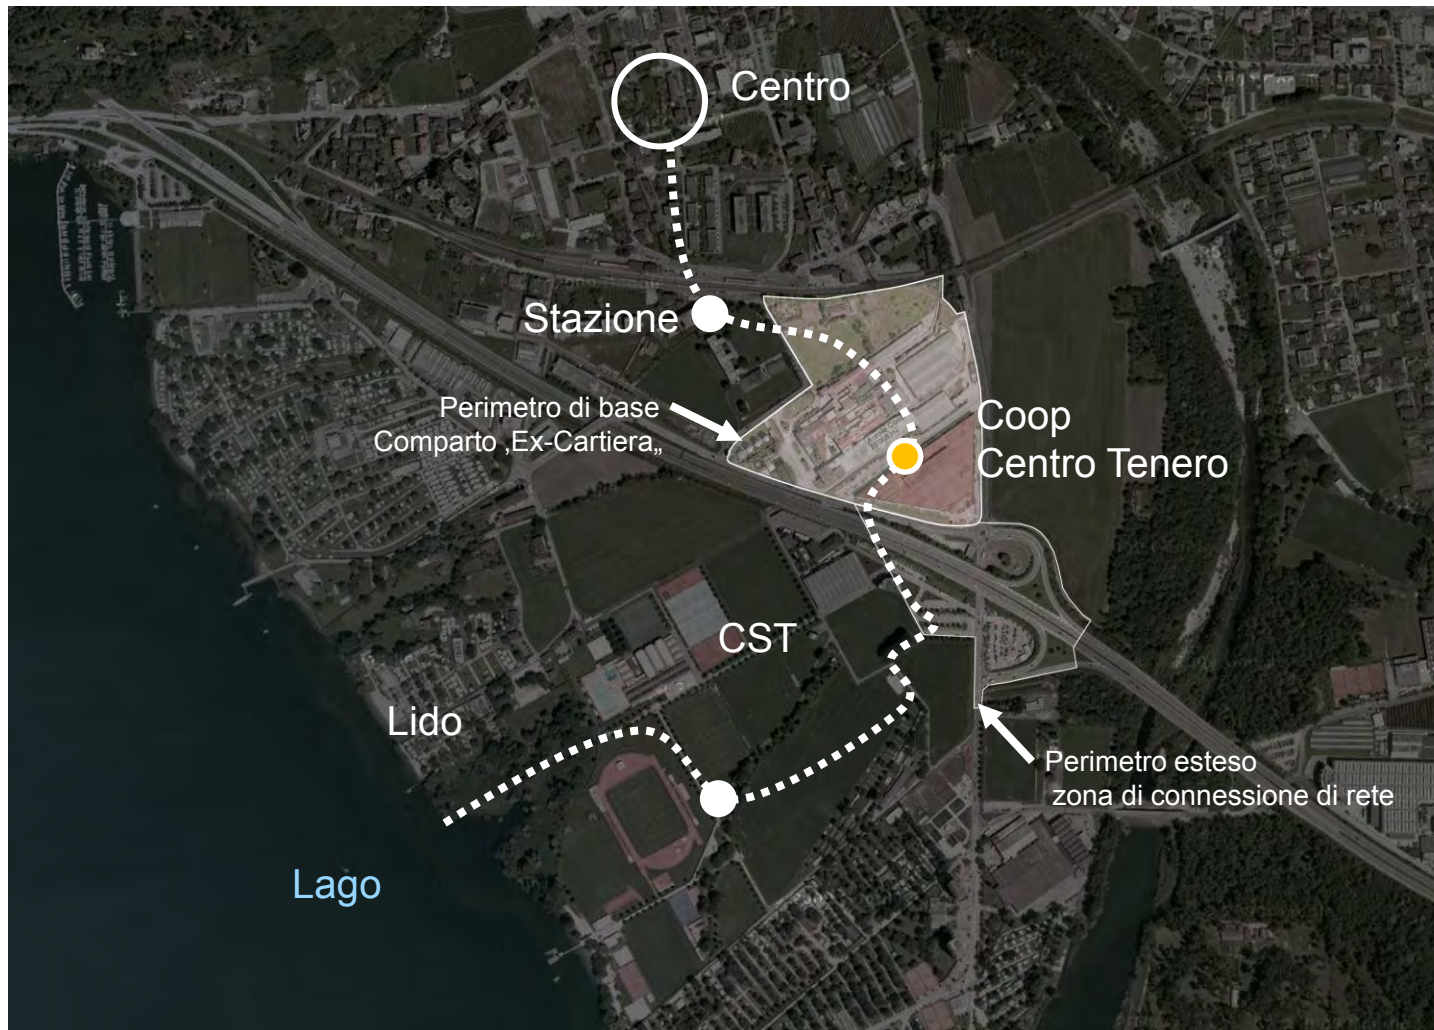 Centro
Stazione
Perimetro di base
Comparto ‚Ex-Cartiera„
Coop
Centro Tenero
CST
Lido
Perimetro esteso
zona di connessione di rete
Lago